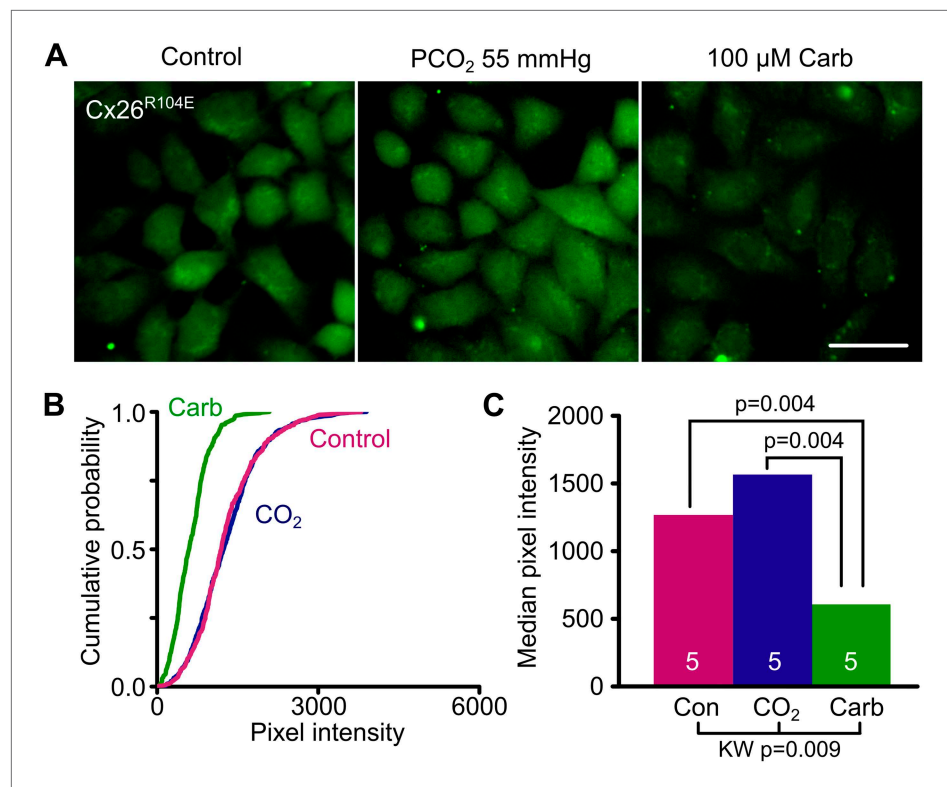 A
Control
PCO₂ 55 mmHg
100 µM Carb
Cx26^R104E
B
Cumulative probability
1.0
0.5
0.0
Carb
Control
CO₂
0
3000
6000
Pixel intensity
C
Median pixel intensity
2000
1500
1000
500
0
p=0.004
p=0.004
5
5
5
Con
CO₂
Carb
KW p=0.009